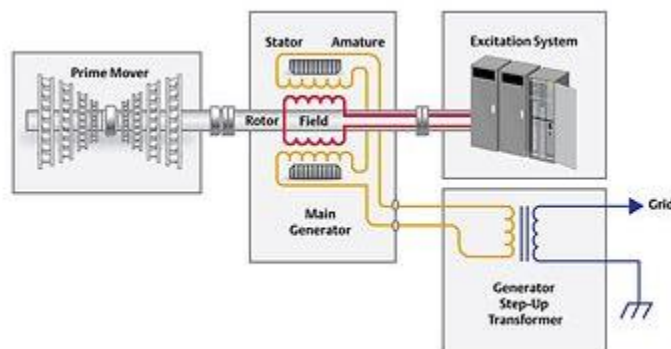 Prime Mover
Stator Amature
Rotor Field
Main
Generator
Excitation System
Generator
Step-Up
Transformer
Grid